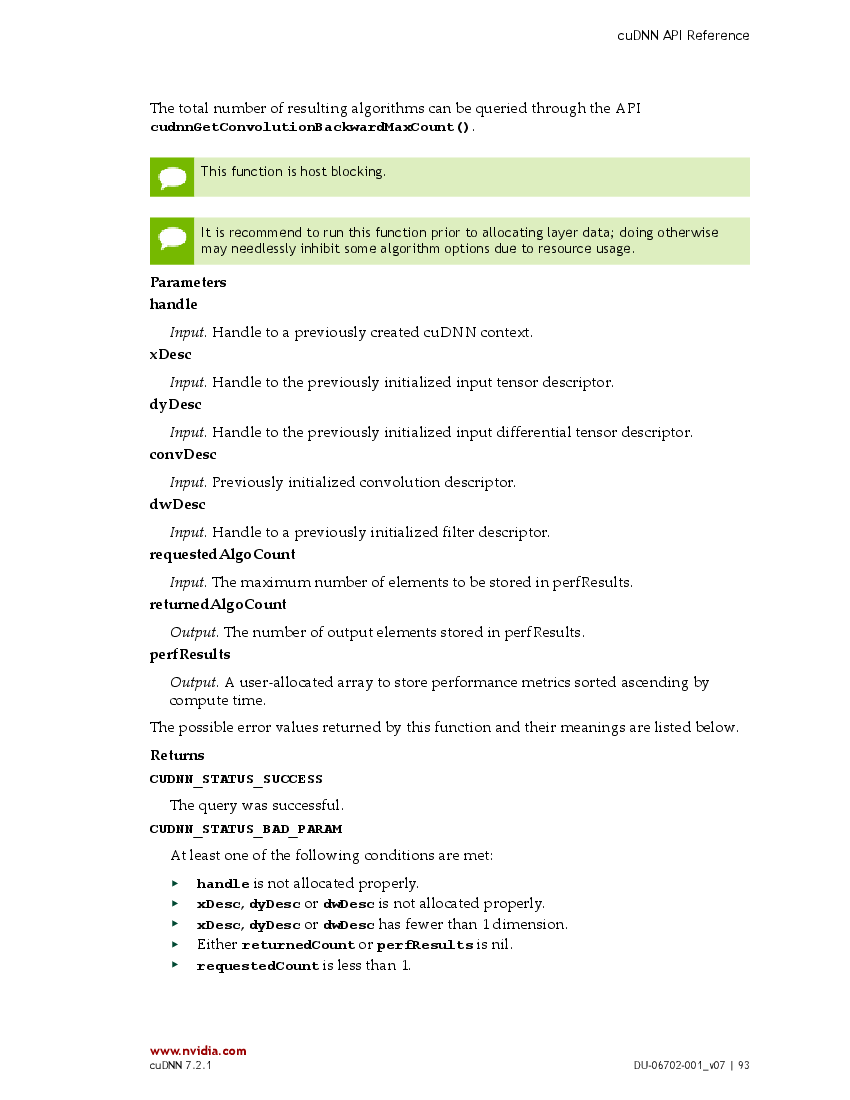 cuDNN API Reference
The total number of resulting algorithms can be queried through the API
cudnnGetConvolutionBackwardMaxCount().
This function is host blocking.
It is recommend to run this function prior to allocating layer data; doing otherwise
may needlessly inhibit some algorithm options due to resource usage.
Parameters
handle
Input. Handle to a previously created cuDNN context.
xDesc
Input. Handle to the previously initialized input tensor descriptor.
dyDesc
Input. Handle to the previously initialized input differential tensor descriptor.
convDesc
Input. Previously initialized convolution descriptor.
dwDesc
Input. Handle to a previously initialized filter descriptor.
requestedAlgoCount
Input. The maximum number of elements to be stored in perfResults.
returnedAlgoCount
Output. The number of output elements stored in perfResults.
perfResults
Output. A user-allocated array to store performance metrics sorted ascending by
compute time.
The possible error values returned by this function and their meanings are listed below.
Returns
CUDNN_STATUS_SUCCESS
The query was successful.
CUDNN_STATUS_BAD_PARAM
At least one of the following conditions are met:
▶ handle is not allocated properly.
▶ xDesc, dyDesc or dwDesc is not allocated properly.
▶ xDesc, dyDesc or dwDesc has fewer than 1 dimension.
▶ Either returnedCount or perfResults is nil.
▶ requestedCount is less than 1.
www.nvidia.com
cuDNN 7.2.1 DU-06702-001_v07 | 93